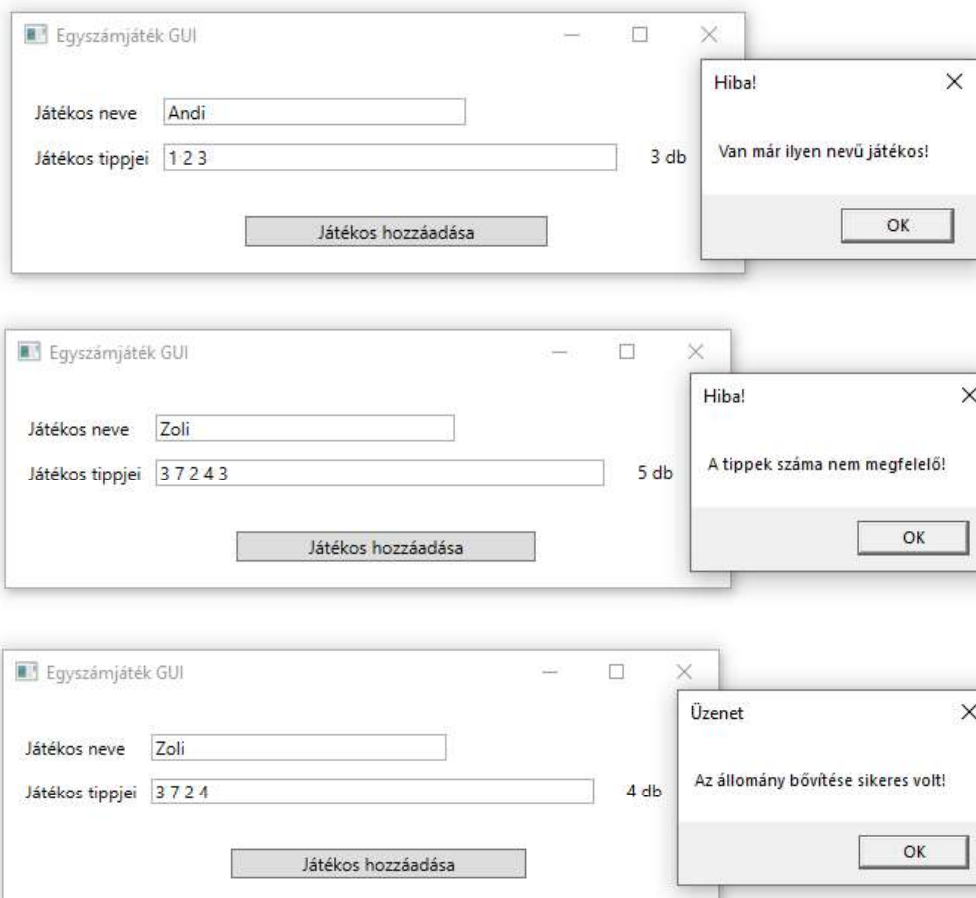 Egyszámjáték GUI
Hiba!
Játékos neve Andi
Játékos tippjei 1 2 3 3 db
Van már ilyen nevű játékos!
OK
Játékos hozzáadása
Egyszámjáték GUI
Hiba!
Játékos neve Zoli
Játékos tippjei 3 7 2 4 3 5 db
A tippek száma nem megfelelő!
OK
Játékos hozzáadása
Egyszámjáték GUI
Üzenet
Játékos neve Zoli
Játékos tippjei 3 7 2 4 4 db
Az állomány bővítése sikeres volt!
OK
Játékos hozzáadása